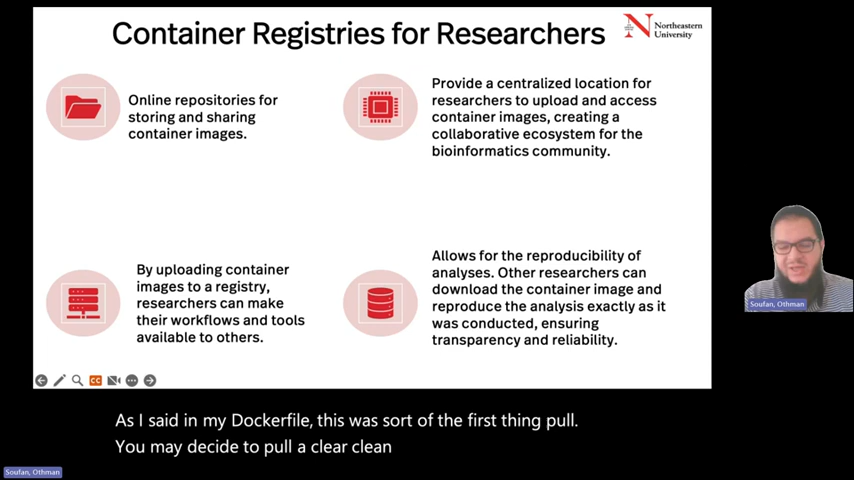 Container Registries for Researchers
Northeastern
University
Online repositories for
storing and sharing
container images.
Provide a centralized location for
researchers to upload and access
container images, creating a
collaborative ecosystem for the
bioinformatics community.
By uploading container
images to a registry,
researchers can make
their workflows and tools
available to others.
Allows for the reproducibility of
analyses. Other researchers can
download the container image and
reproduce the analysis exactly as it
was conducted, ensuring
transparency and reliability.
CC
Soufan, Othman
As I said in my Dockerfile, this was sort of the first thing pull.
You may decide to pull a clear clean
Soufan, Othman